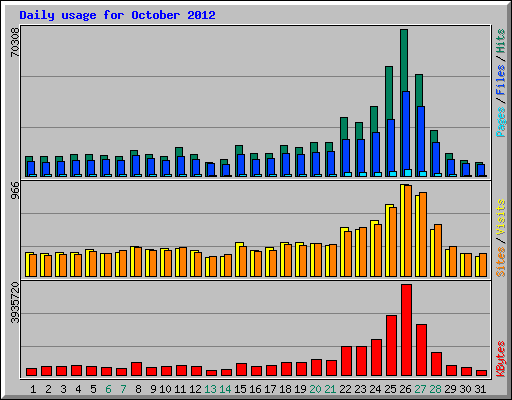 Daily usage for October 2012
70308
Pages / Files / Hits
966
Sites / Visits
3935720
KBytes
1 2 3 4 5 6 7 8 9 10 11 12 13 14 15 16 17 18 19 20 21 22 23 24 25 26 27 28 29 30 31